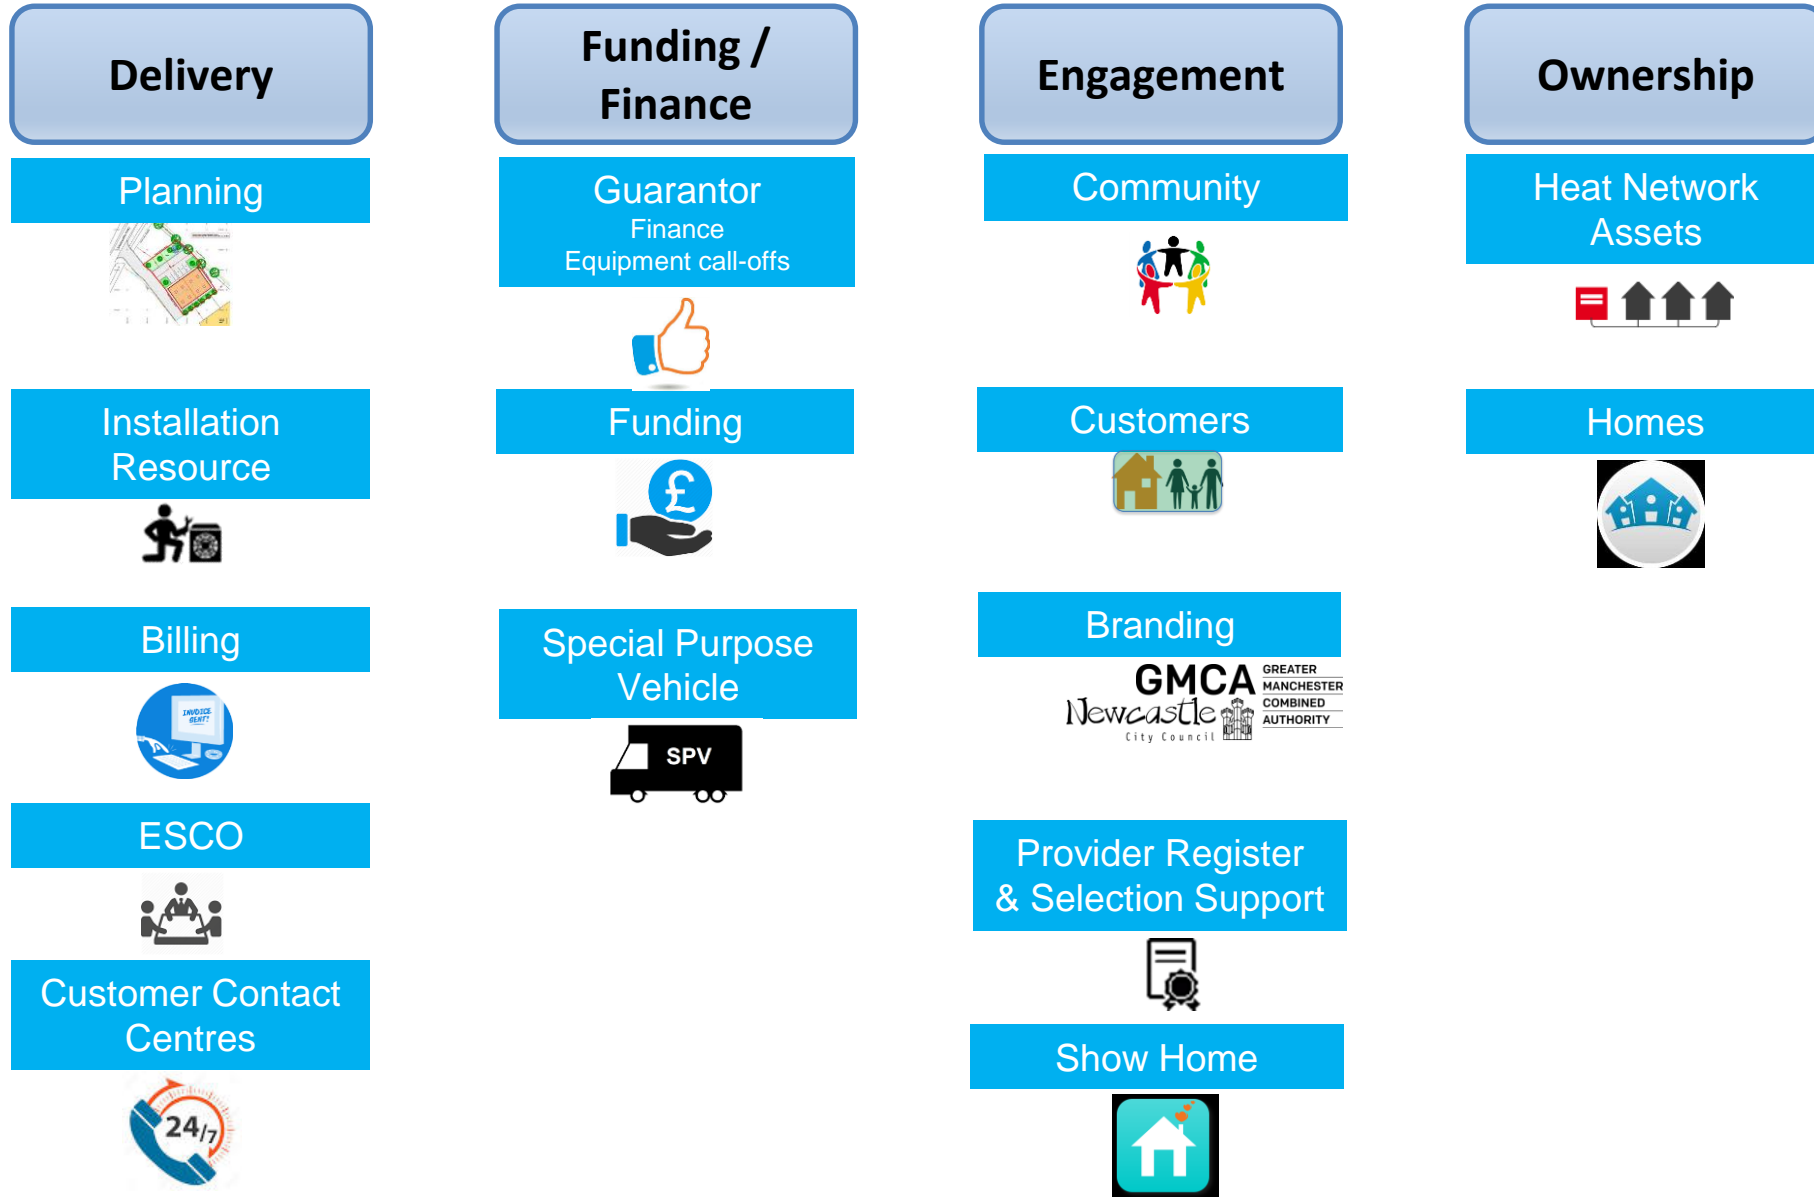 Delivery
Planning
Installation
Resource
Billing
INVOICE
SENT!
ESCO
Customer Contact
Centres
24/7
Funding /
Finance
Guarantor
Finance
Equipment call-offs
Funding
£
Special Purpose
Vehicle
SPV
Engagement
Community
Customers
Branding
GMCA
GREATER
MANCHESTER
COMBINED
AUTHORITY
Newcastle
City Council
Provider Register
& Selection Support
Show Home
Ownership
Heat Network
Assets
Homes